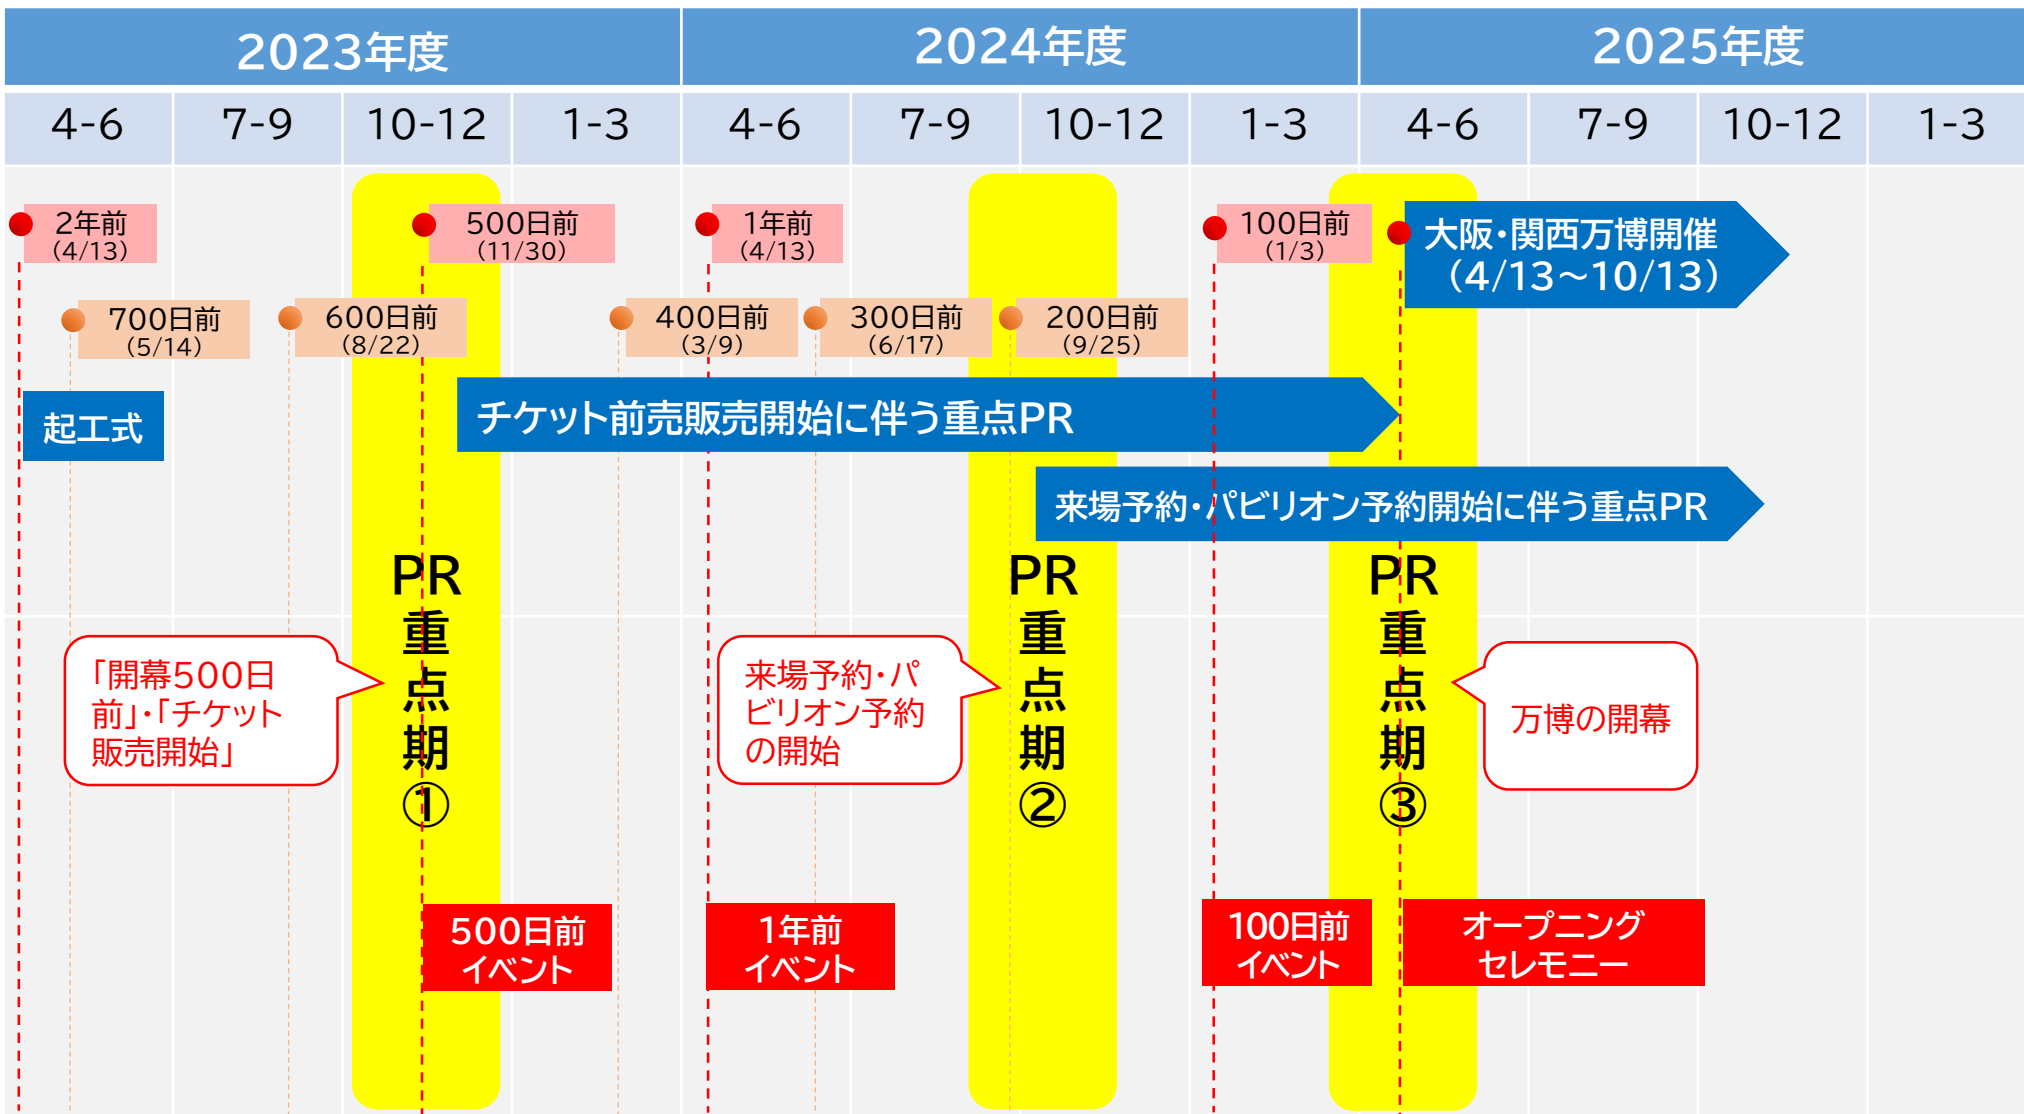 2023年度
2024年度
2025年度
4-6
7-9
10-12
1-3
4-6
7-9
10-12
1-3
4-6
7-9
10-12
1-3
2年前
(4/13)
500日前
(11/30)
1年前
(4/13)
100日前
(1/3)
大阪・関西万博開催
(4/13～10/13)
700日前
(5/14)
600日前
(8/22)
400日前
(3/9)
300日前
(6/17)
200日前
(9/25)
起工式
チケット前売販売開始に伴う重点PR
来場予約・パビリオン予約開始に伴う重点PR
PR
重
点
期
①
PR
重
点
期
②
PR
重
点
期
③
「開幕500日
前」・「チケット
販売開始」
来場予約・パ
ビリオン予約
の開始
万博の開幕
500日前
イベント
1年前
イベント
100日前
イベント
オープニング
セレモニー